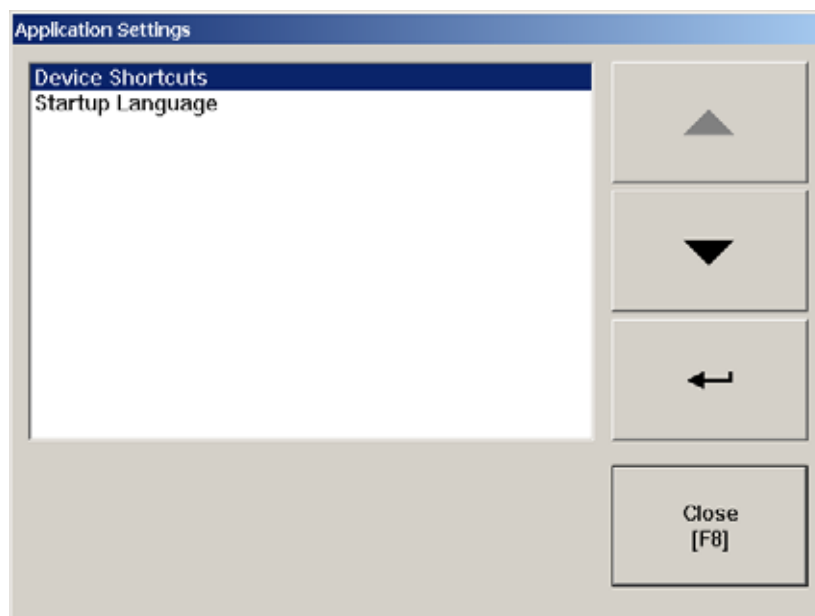 Application Settings
Device Shortcuts
Startup Language
Close
[F8]